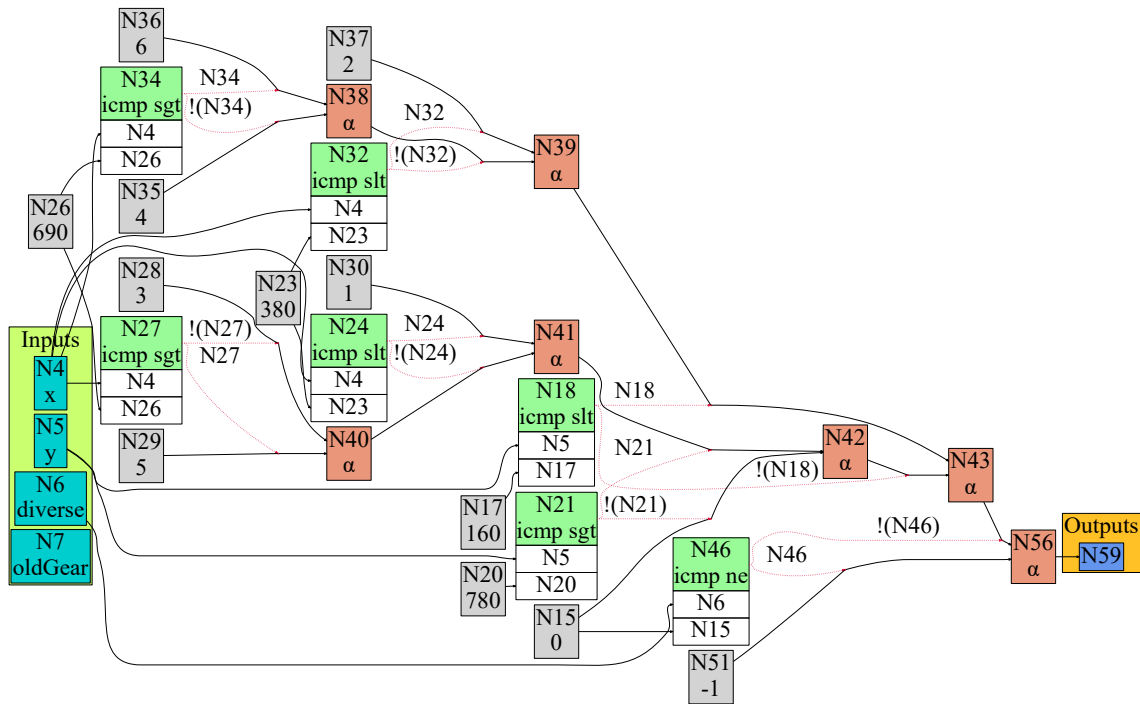 N36
6
N34
icmp sgt
N4
N26
N34
!(N34)
N35
4
N26
690
N37
2
N38
α
N32
icmp slt
N4
N23
N32
!(N32)
N39
α
N28
3
N23
380
N30
1
Inputs
N4
x
N5
y
N6
diverse
N7
oldGear
N27
icmp sgt
N4
N26
!(N27)
N27
N29
5
N24
icmp slt
N4
N23
N24
!(N24)
N40
α
N41
α
N18
icmp slt
N5
N17
N18
N17
160
N21
icmp sgt
N5
N20
N21
!(N21)
N20
780
N15
0
N42
α
!(N18)
N43
α
N46
icmp ne
N6
N15
!(N46)
N46
N51
-1
N56
α
Outputs
N59